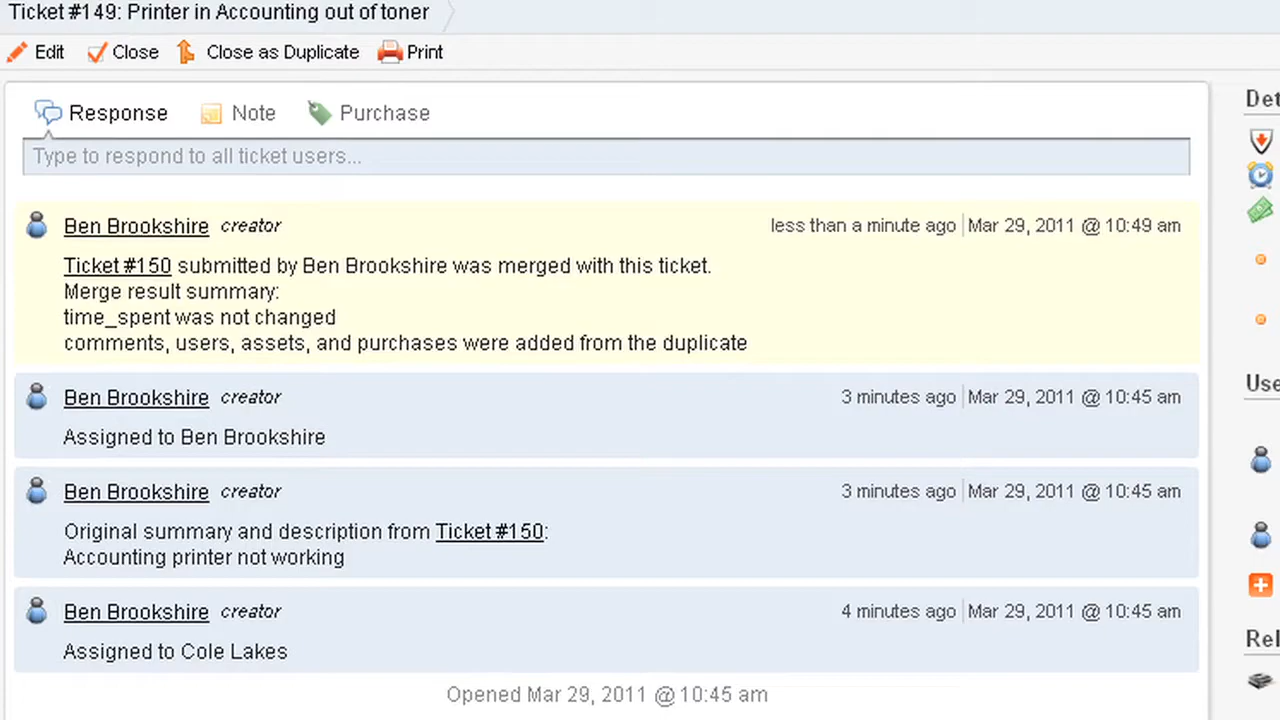 Ticket #149: Printer in Accounting out of toner
Edit Close Close as Duplicate Print
Response Note Purchase
Type to respond to all ticket users...
Ben Brookshire creator less than a minute ago Mar 29, 2011 @ 10:49 am
Ticket #150 submitted by Ben Brookshire was merged with this ticket.
Merge result summary:
time_spent was not changed
comments, users, assets, and purchases were added from the duplicate
Ben Brookshire creator 3 minutes ago Mar 29, 2011 @ 10:45 am
Assigned to Ben Brookshire
Ben Brookshire creator 3 minutes ago Mar 29, 2011 @ 10:45 am
Original summary and description from Ticket #150:
Accounting printer not working
Ben Brookshire creator 4 minutes ago Mar 29, 2011 @ 10:45 am
Assigned to Cole Lakes
Opened Mar 29, 2011 @ 10:45 am
Det
Use
Rel